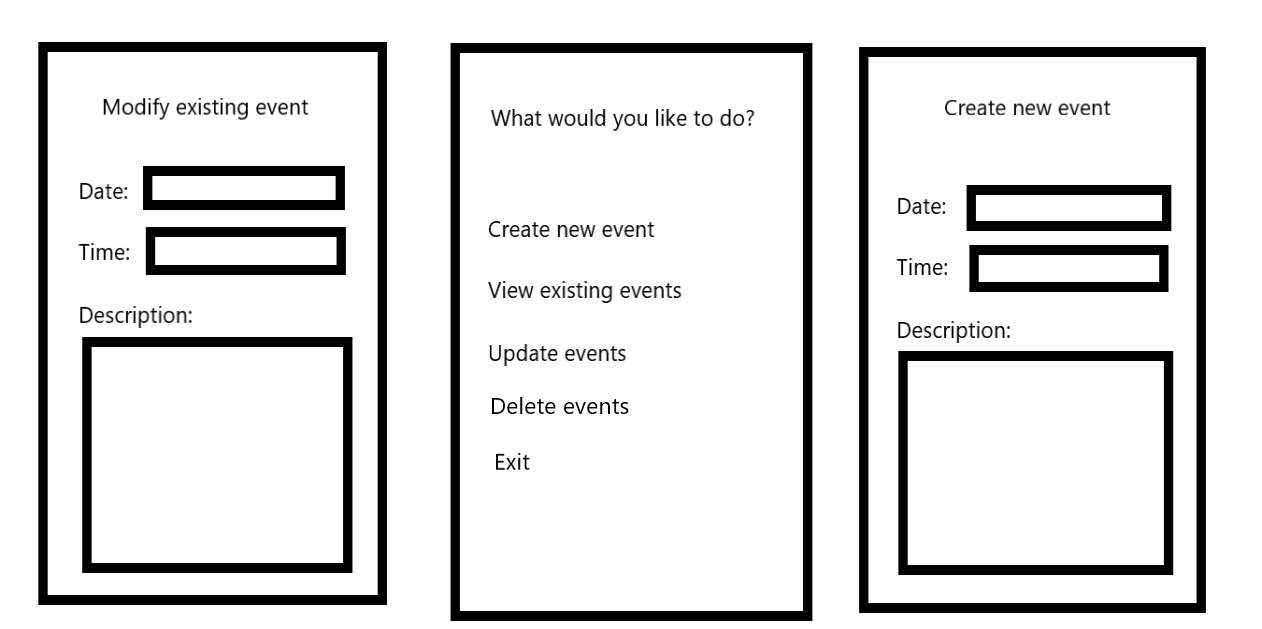 Modify existing event
Date:
Time:
Description:
What would you like to do?
Create new event
View existing events
Update events
Delete events
Exit
Create new event
Date:
Time:
Description: